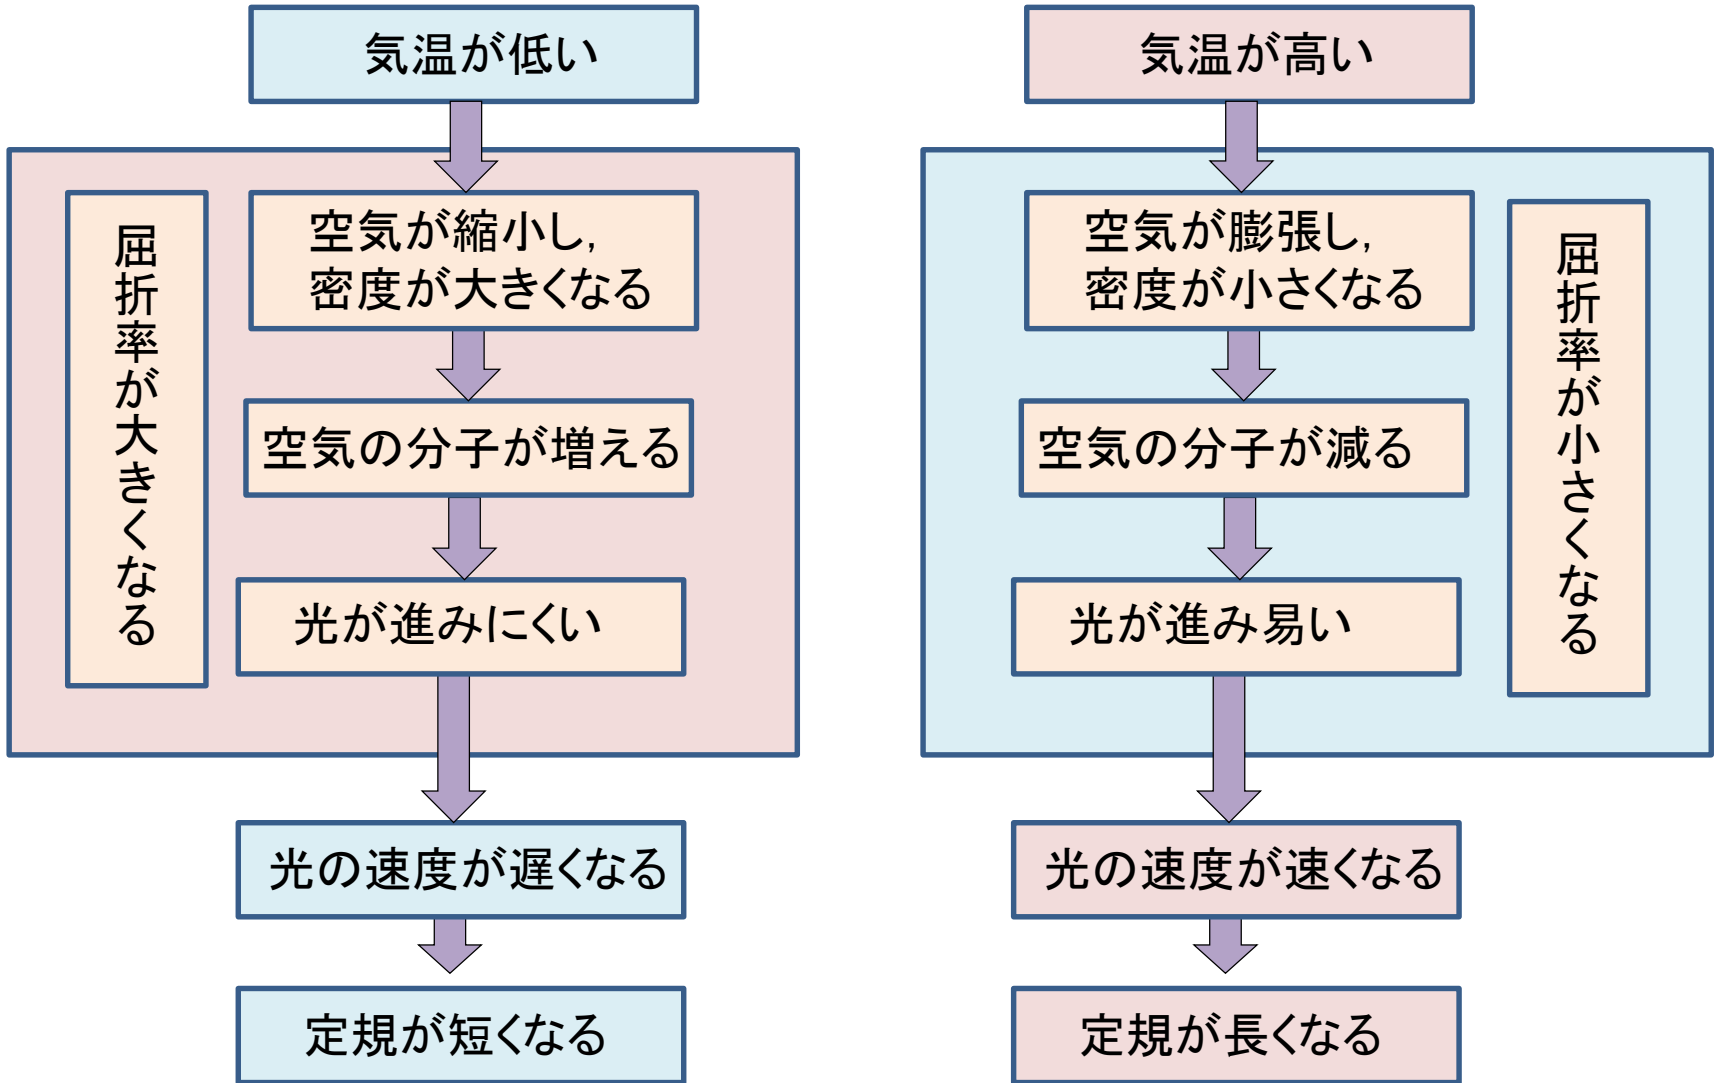 気温が低い
屈折率が大きくなる
空気が縮小し,
密度が大きくなる
空気の分子が増える
光が進みにくい
光の速度が遅くなる
定規が短くなる
気温が高い
空気が膨張し,
密度が小さくなる
空気の分子が減る
光が進み易い
屈折率が小さくなる
光の速度が速くなる
定規が長くなる